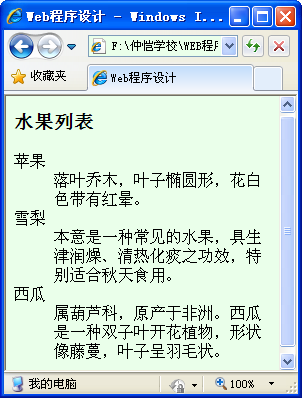 Web程序设计 - Windows I...
F:\仲恺学校\WEB程
收藏夹
Web程序设计
水果列表
苹果
落叶乔木，叶子椭圆形，花白
色带有红晕。
雪梨
本意是一种常见的水果，具生
津润燥、清热化痰之功效，特
别适合秋天食用。
西瓜
属葫芦科，原产于非洲。西瓜
是一种双子叶开花植物，形状
像藤蔓，叶子呈羽毛状。
我的电脑
100%